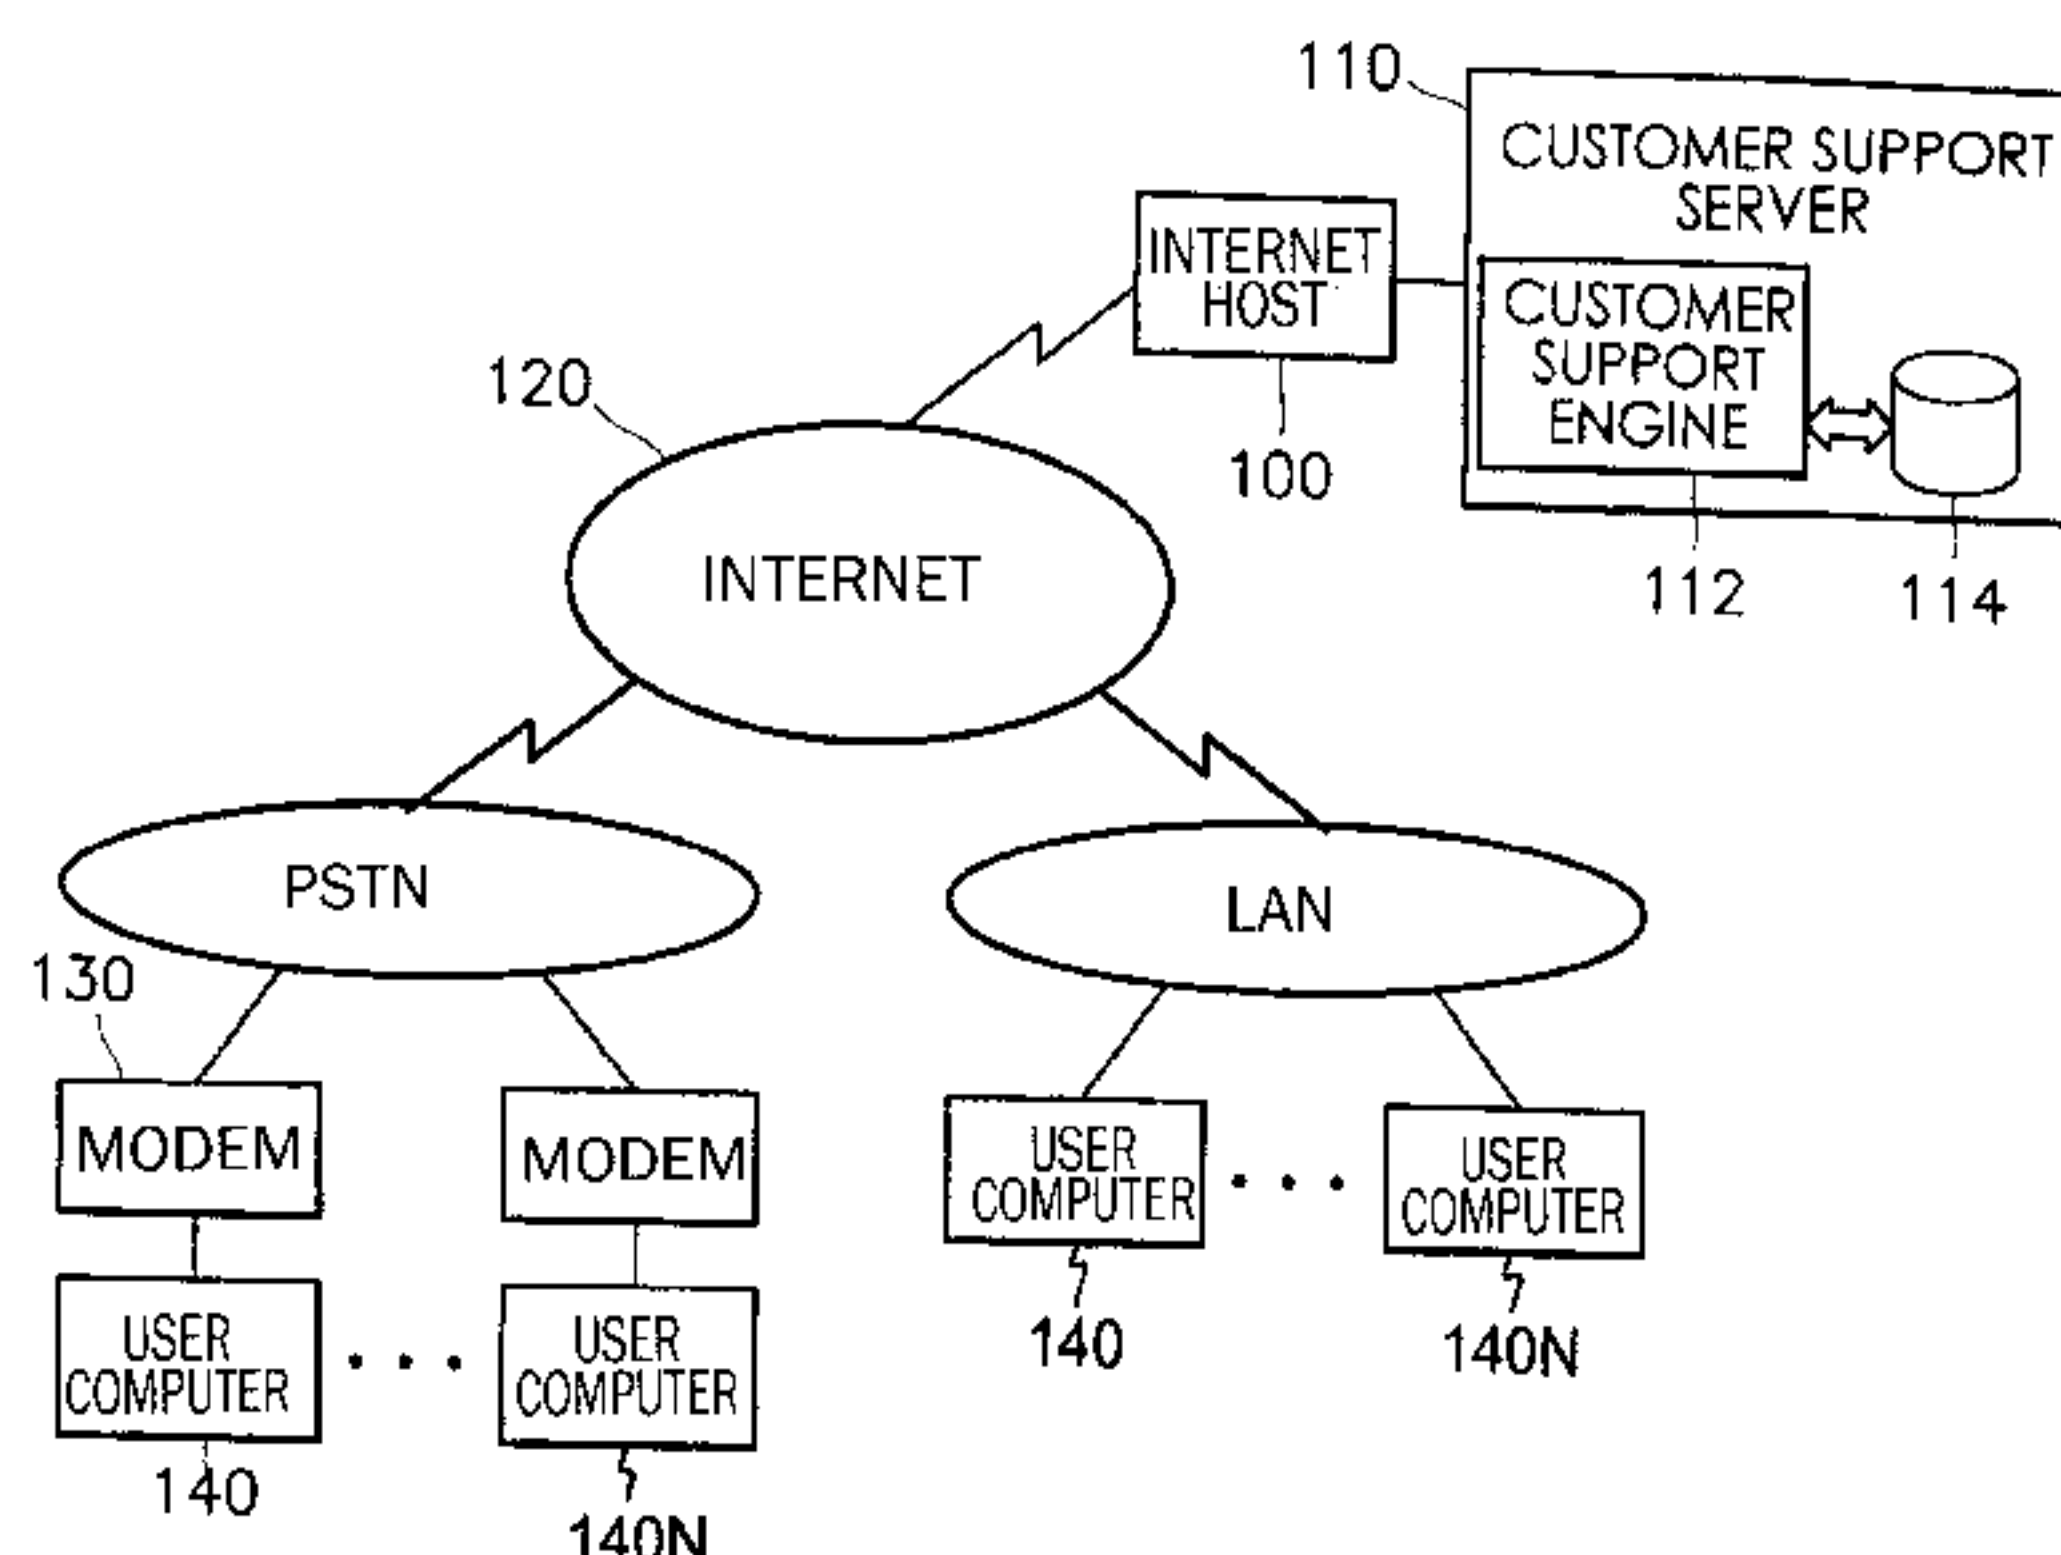 110
CUSTOMER SUPPORT
SERVER
INTERNET
HOST
CUSTOMER
SUPPORT
ENGINE
120
100
112
114
INTERNET
PSTN
LAN
130
MODEM
MODEM
USER
COMPUTER
USER
COMPUTER
USER
COMPUTER
USER
COMPUTER
140
140N
140
140N